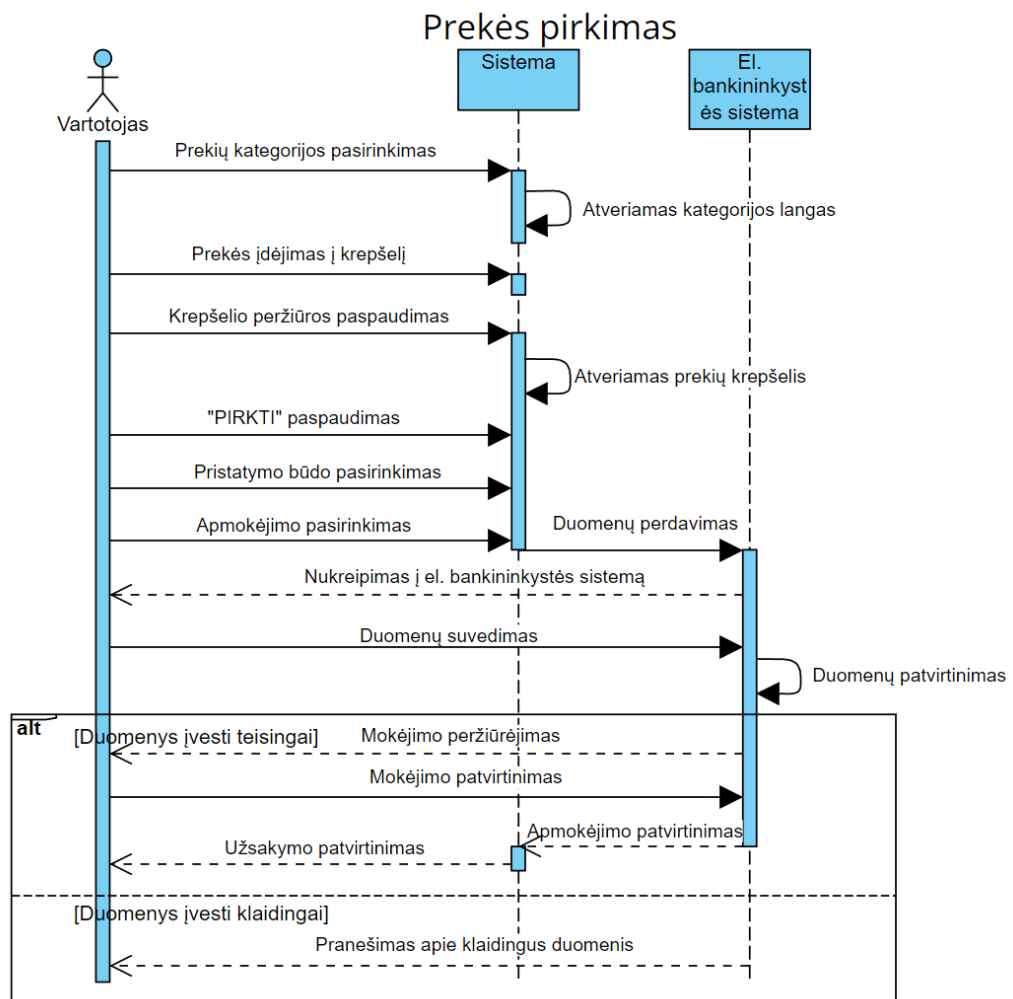 Prekės pirkimas
Vartotojas
Sistema
El.
bankininkyst
ės sistema
Prekių kategorijos pasirinkimas
Atveriamas kategorijos langas
Prekės įdėjimas į krepšelį
Krepšelio peržiūros paspaudimas
Atveriamas prekių krepšelis
"PIRKTI" paspaudimas
Pristatymo būdo pasirinkimas
Apmokėjimo pasirinkimas
Duomenų perdavimas
Nukreipimas į el. bankininkystės sistemą
Duomenų suvedimas
Duomenų patvirtinimas
alt
[Duomenys įvesti teisingai]
Mokėjimo peržiūrėjimas
Mokėjimo patvirtinimas
Apmokėjimo patvirtinimas
Užsakymo patvirtinimas
[Duomenys įvesti klaidingai]
Pranešimas apie klaidingus duomenis